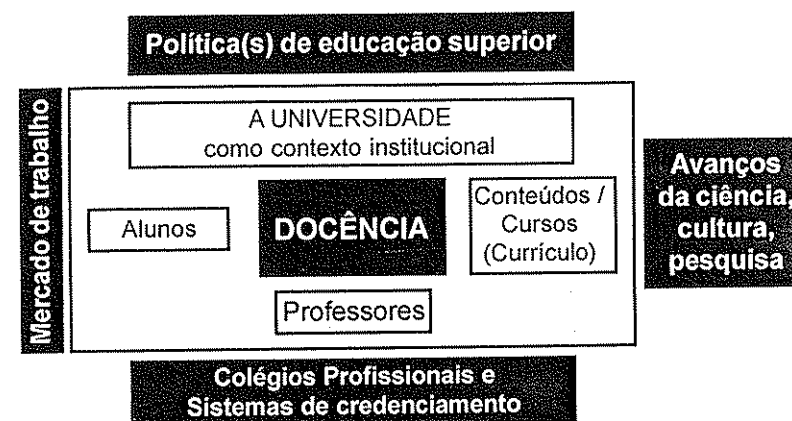 Política(s) de educação superior
Mercado de trabalho
A UNIVERSIDADE
como contexto institucional
Alunos
DOCÊNCIA
Conteúdos /
Cursos
(Currículo)
Professores
Avanços
da ciência,
cultura,
pesquisa
Colégios Profissionais e
Sistemas de credenciamento